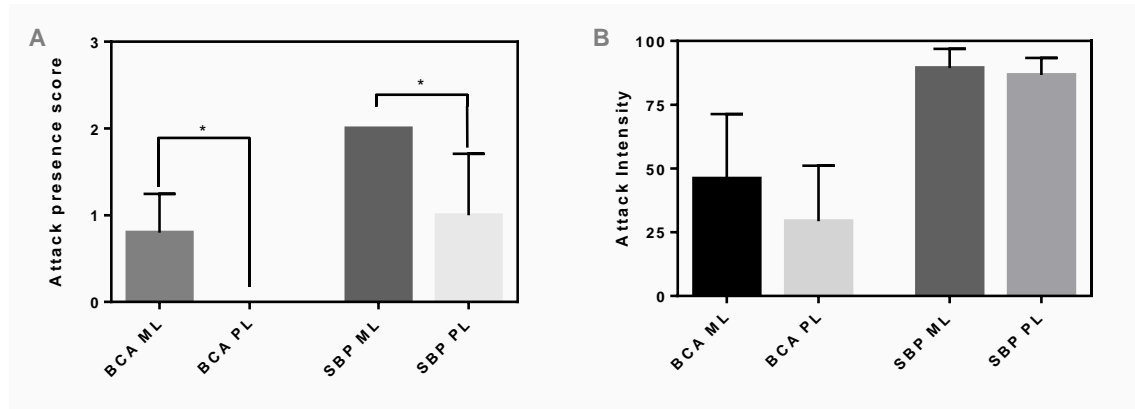 A
Attack presence score
3
2
1
0
*
*
BCA ML
BCA PL
SBP ML
SBP PL
B
Attack Intensity
100
75
50
25
0
BCA ML
BCA PL
SBP ML
SBP PL